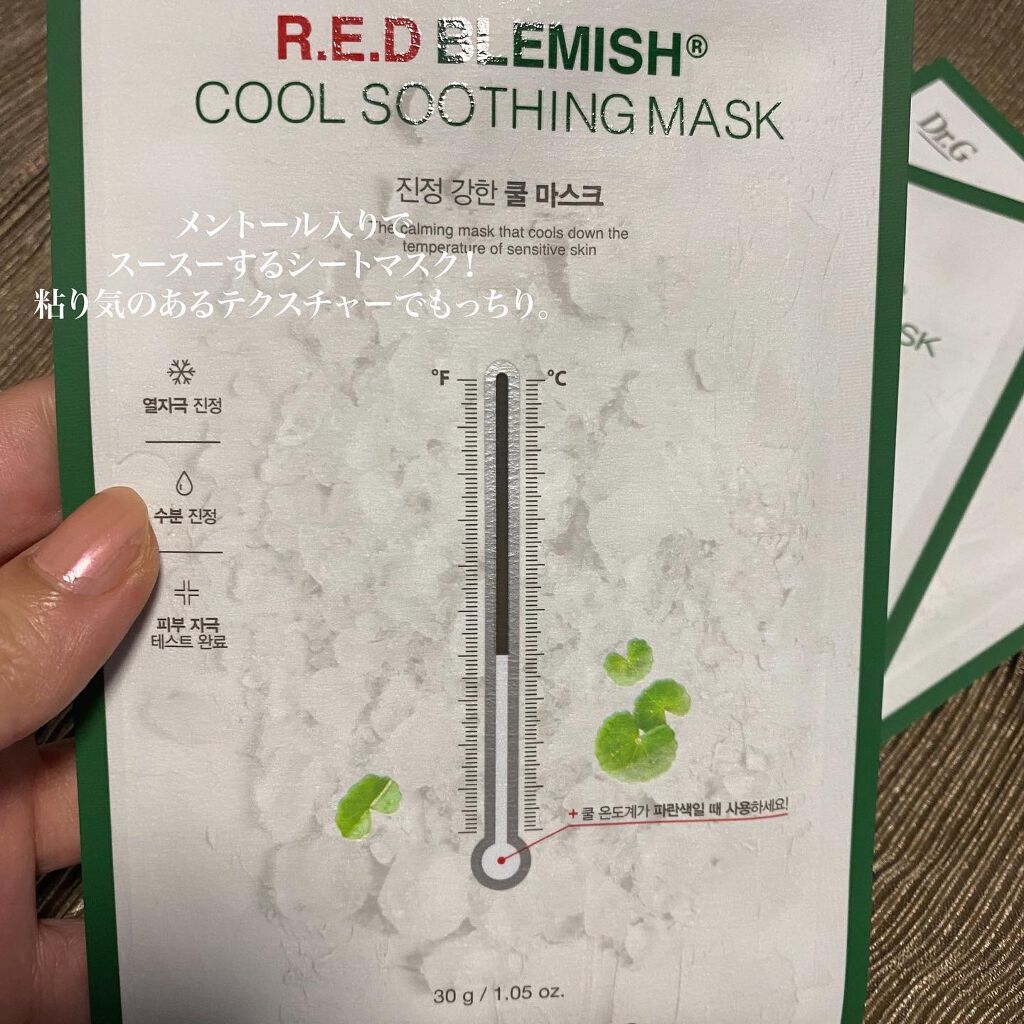 R.E.D BLEMISH®
COOL SOOTHING MASK
진정 강한 쿨 마스크
The calming mask that cools down the
temperature of sensitive skin
メントール入りで
スースーするシートマスク!
粘り気のあるテクスチャーでもっちり。
°F
°C
열자극 진정
수분 진정
피부 자극
테스트 완료
+ 쿨 온도계가 파란색일 때 사용하세요!
30 g / 1.05 oz.
Dr.G
SK